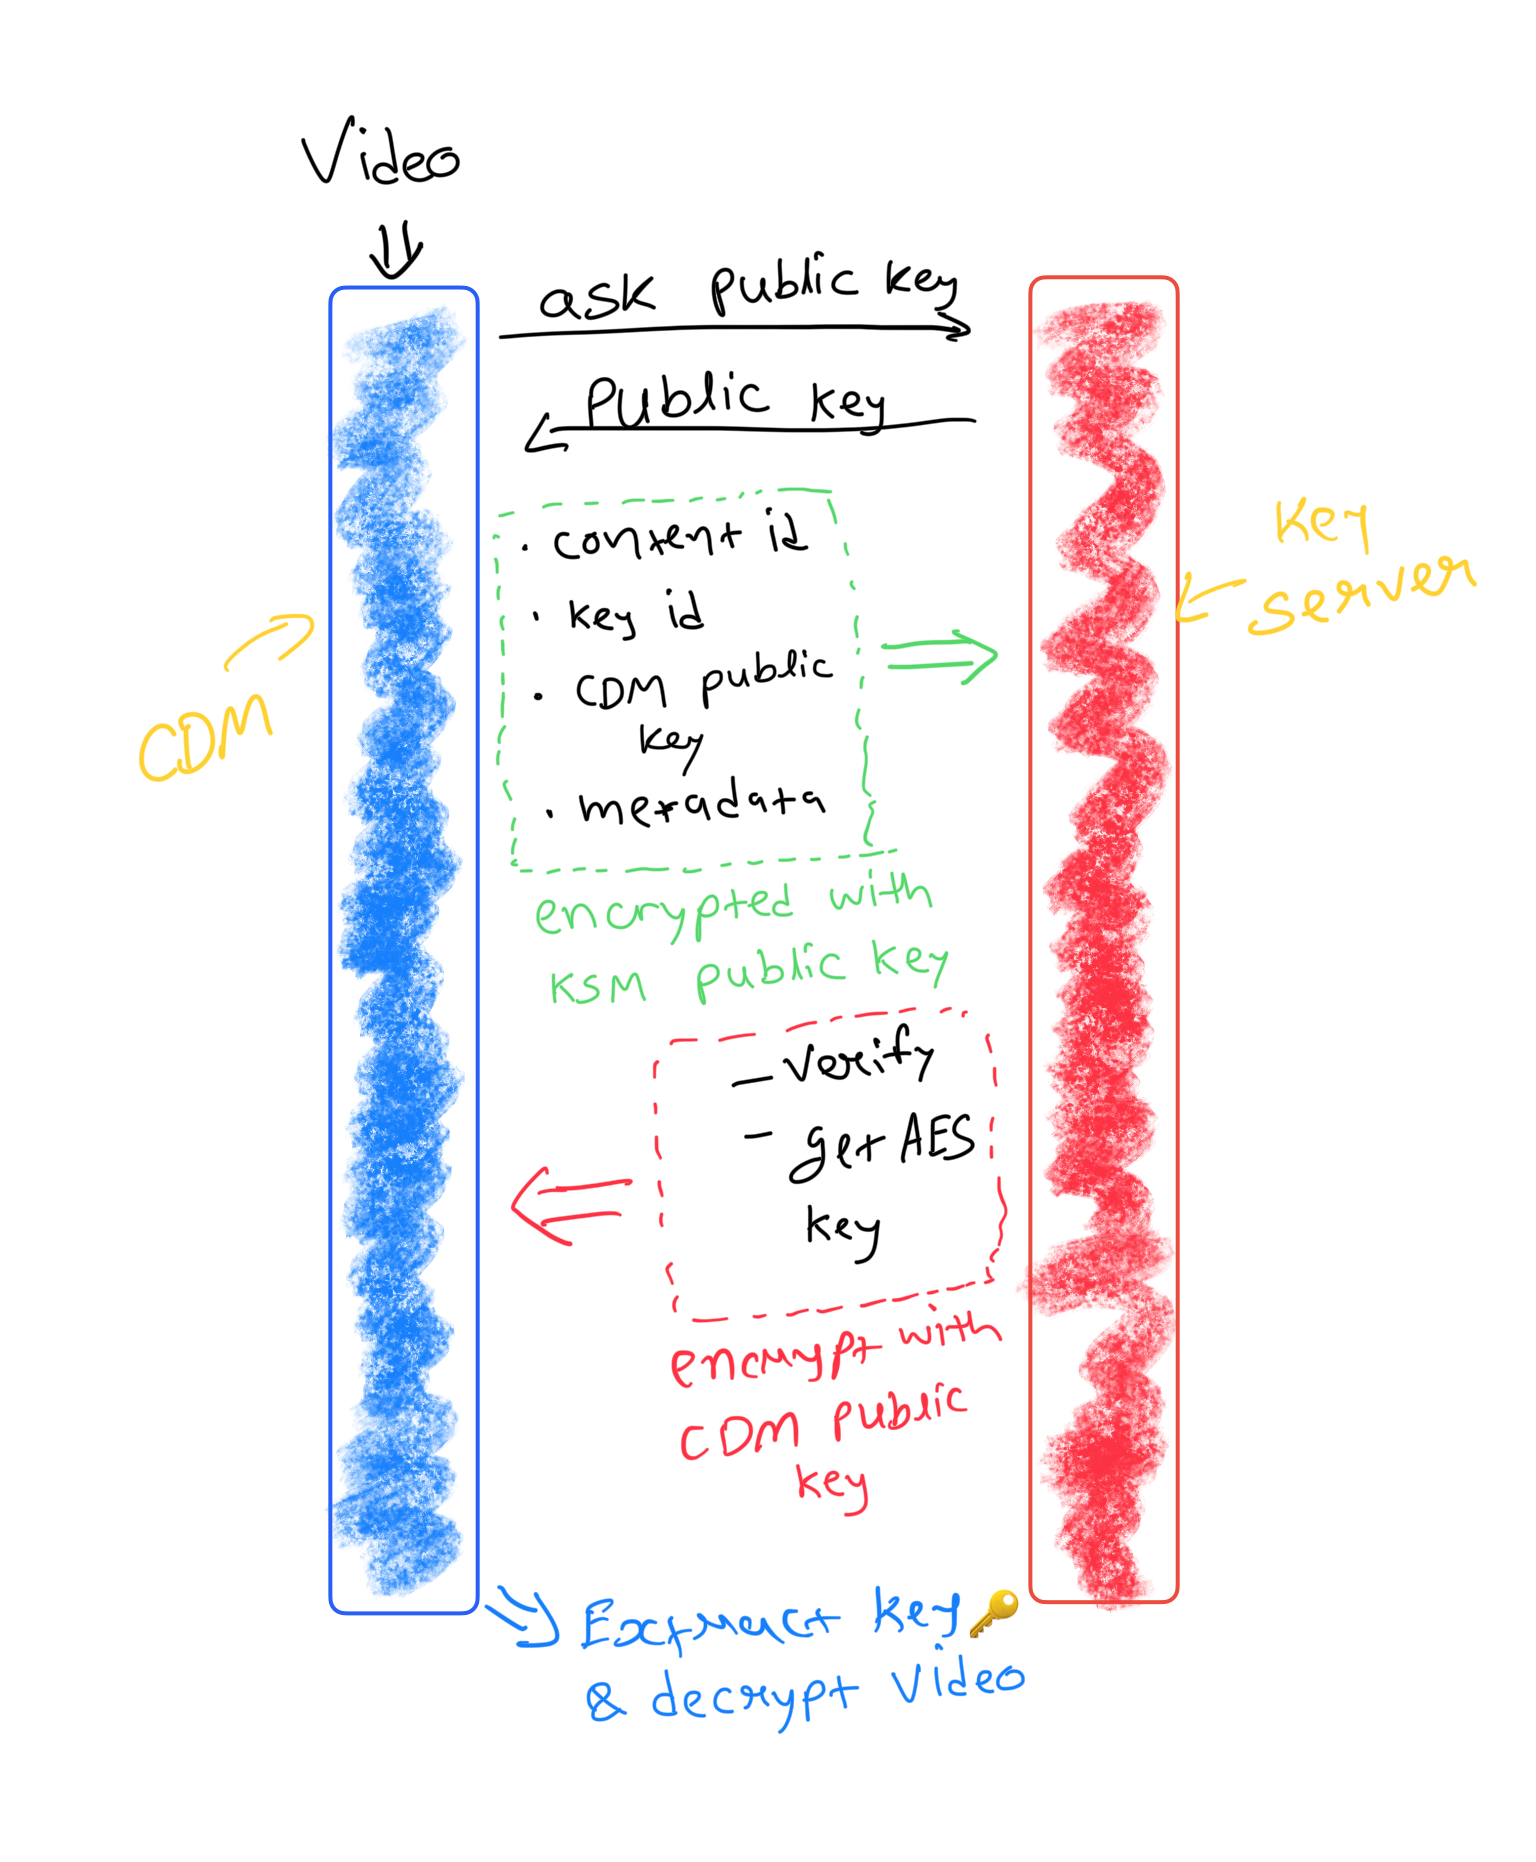 Video
ask public key
Public key
• content id
• key id
• CDM public
key
• metadata
encrypted with
KSM public key
Key
server
CDM
– Verify
– get AES
key
encrypt with
CDM public
key
Extract key 🔑
& decrypt video